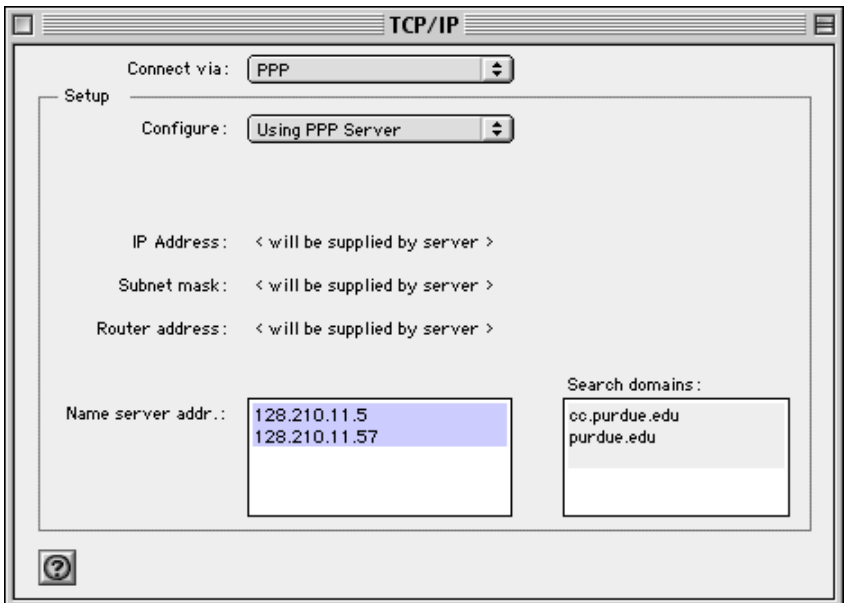 TCP/IP
Connect via: PPP
Setup
Configure: Using PPP Server
IP Address: < will be supplied by server >
Subnet mask: < will be supplied by server >
Router address: < will be supplied by server >
Search domains:
Name server addr.: 128.210.11.5
128.210.11.57
cc.purdue.edu
purdue.edu
?